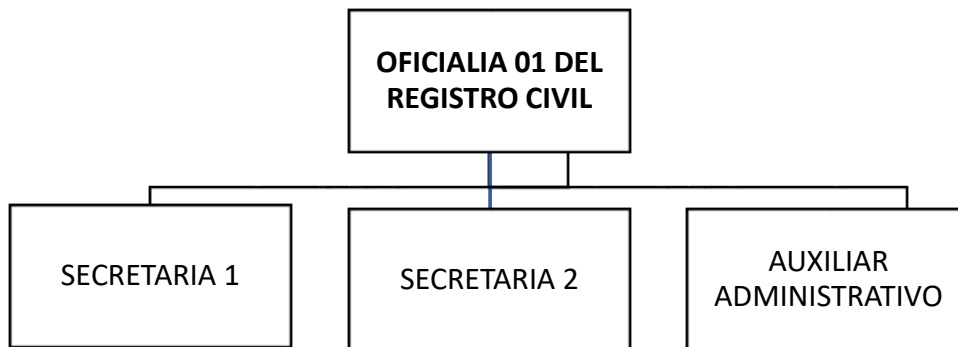 OFICIALIA 01 DEL
REGISTRO CIVIL
SECRETARIA 1
SECRETARIA 2
AUXILIAR
ADMINISTRATIVO